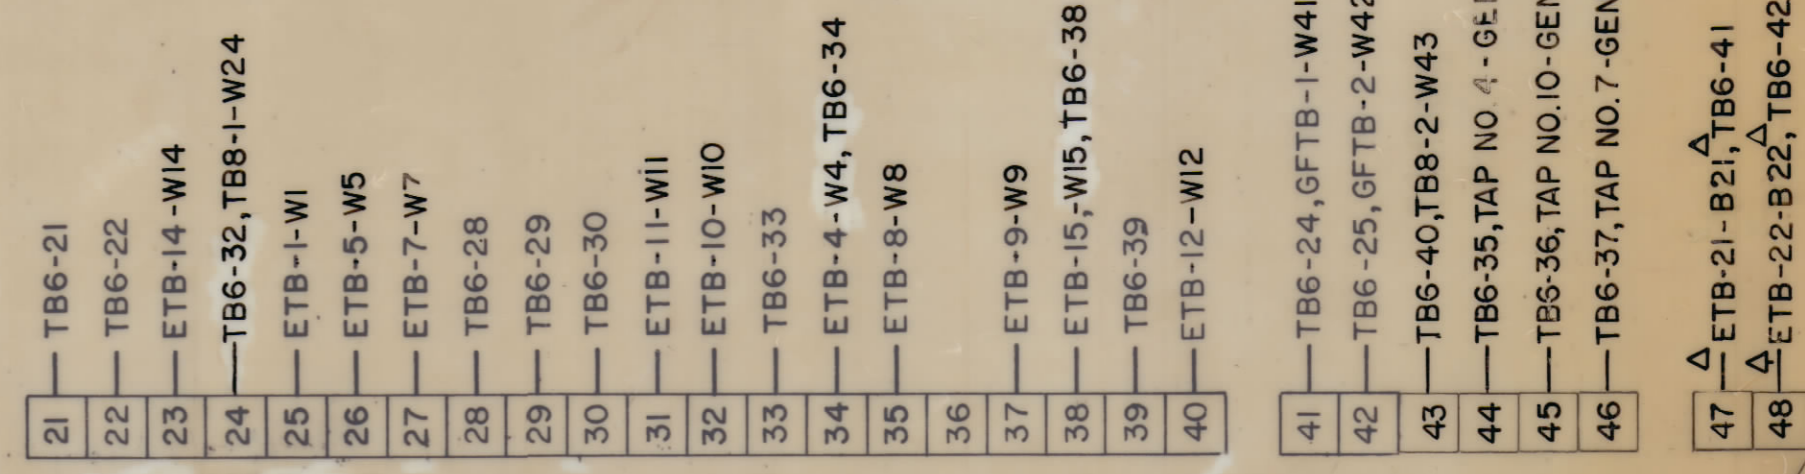 21 TB6-21
22 TB6-22
23 ETB-14-W14
24 TB6-32,TB8-1-W24
25 ETB-1-W1
26 ETB-5-W5
27 ETB-7-W7
28 TB6-28
29 TB6-29
30 TB6-30
31 ETB-11-W11
32 ETB-10-W10
33 TB6-33
34 ETB-4-W4,TB6-34
35 ETB-8-W8
36
37 ETB-9-W9
38 ETB-15,-W15,TB6-38
39 TB6-39
40 ETB-12-W12
41 TB6-24,GFTB-1-W41
42 TB6-25,GFTB-2-W42
43 TB6-40,TB8-2-W43
44 TB6-35,TAP NO.4-GEN
45 TB6-36,TAP NO.10-GEN
46 TB6-37,TAP NO.7-GEN
47 Δ ETB-21-B21,Δ TB6-41
48 Δ ETB-22-B22,Δ TB6-42